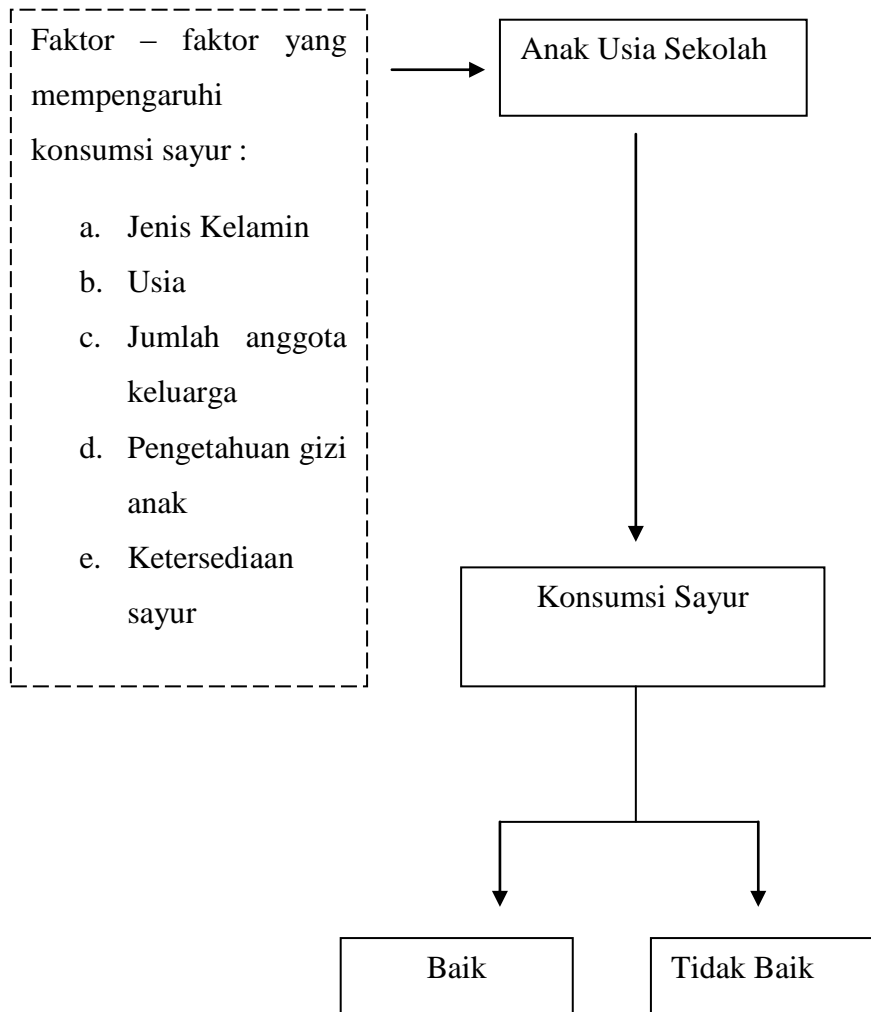 Faktor – faktor yang
mempengaruhi
konsumsi sayur :
a. Jenis Kelamin
b. Usia
c. Jumlah anggota
keluarga
d. Pengetahuan gizi
anak
e. Ketersediaan
sayur
Anak Usia Sekolah
Konsumsi Sayur
Baik
Tidak Baik